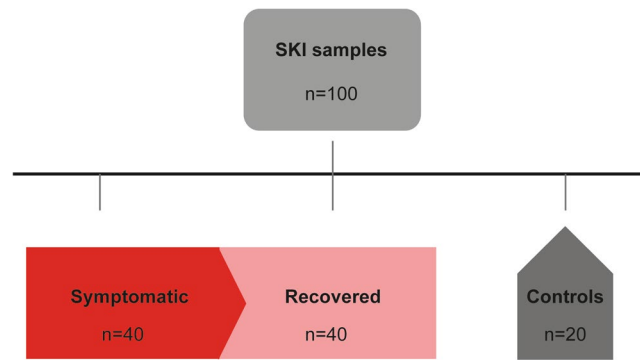 SKI samples
n=100
Symptomatic
n=40
Recovered
n=40
Controls
n=20